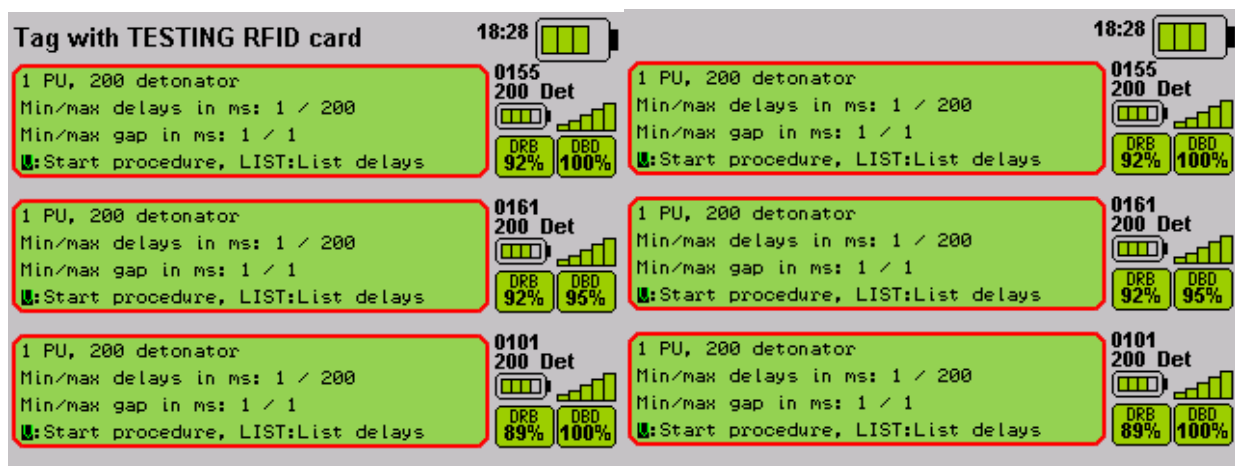 Tag with TESTING RFID card
18:28
1 PU, 200 detonator
Min/max delays in ms: 1 / 200
Min/max gap in ms: 1 / 1
:Start procedure, LIST:List delays
0155
200 Det
DRB DBD
92% 100%
1 PU, 200 detonator
Min/max delays in ms: 1 / 200
Min/max gap in ms: 1 / 1
:Start procedure, LIST:List delays
0161
200 Det
DRB DBD
92% 95%
1 PU, 200 detonator
Min/max delays in ms: 1 / 200
Min/max gap in ms: 1 / 1
:Start procedure, LIST:List delays
0101
200 Det
DRB DBD
89% 100%
18:28
1 PU, 200 detonator
Min/max delays in ms: 1 / 200
Min/max gap in ms: 1 / 1
:Start procedure, LIST:List delays
0155
200 Det
DRB DBD
92% 100%
1 PU, 200 detonator
Min/max delays in ms: 1 / 200
Min/max gap in ms: 1 / 1
:Start procedure, LIST:List delays
0161
200 Det
DRB DBD
92% 95%
1 PU, 200 detonator
Min/max delays in ms: 1 / 200
Min/max gap in ms: 1 / 1
:Start procedure, LIST:List delays
0101
200 Det
DRB DBD
89% 100%